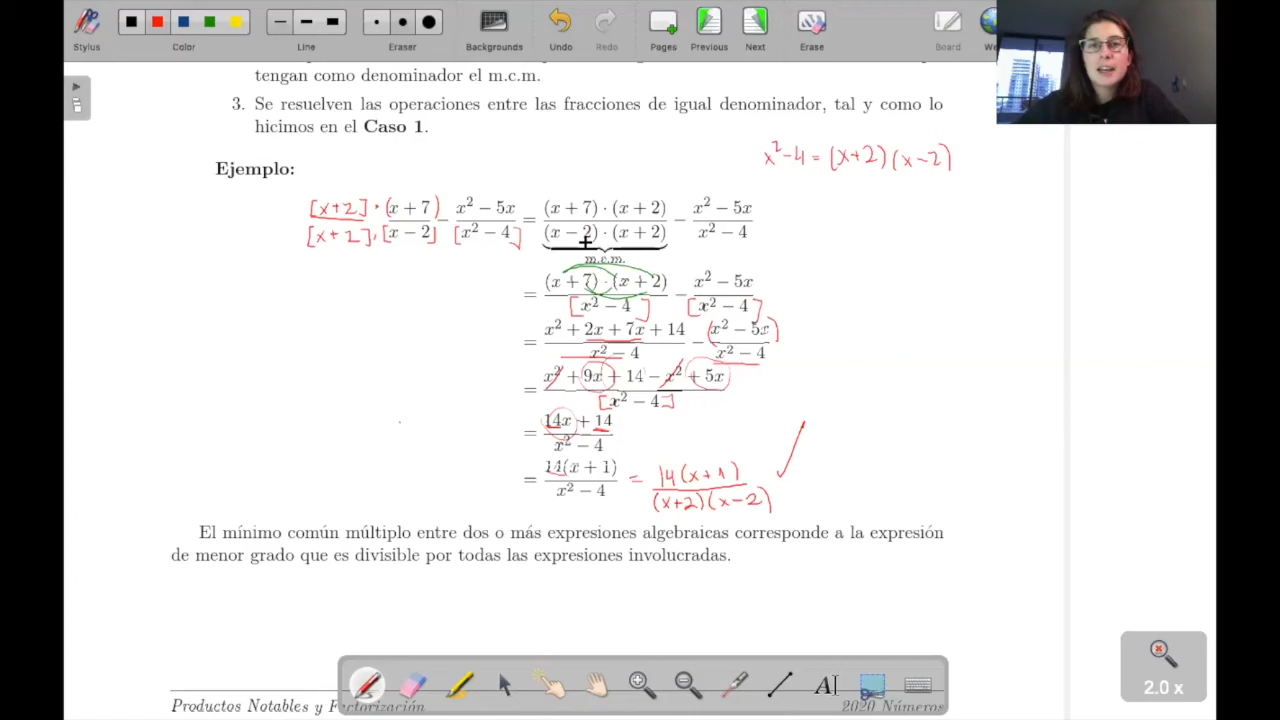 Stylus Color Line Eraser Backgrounds Undo Redo Pages Previous Next Erase Board We
tengan como denominador el m.c.m.
3. Se resuelven las operaciones entre las fracciones de igual denominador, tal y como lo
hicimos en el Caso 1.
x² - 4 = (x+2)(x-2)
Ejemplo:
[x+2] · (x + 7) / [x+2] · [x − 2] − x² − 5x / [x² − 4] = (x + 7) · (x + 2) / (x − 2) · (x + 2) − x² − 5x / x² − 4
m.c.m.
= (x + 7) · (x + 2) / [x² − 4] − x² − 5x / [x² − 4]
= x² + 2x + 7x + 14 / x² − 4 − (x² − 5x) / x² − 4
= x² + 9x + 14 − x² + 5x / [x² − 4]
= 14x + 14 / x² − 4
= 14(x + 1) / x² − 4 = 14(x+1) / (x+2)(x-2)
El mínimo común múltiplo entre dos o más expresiones algebraicas corresponde a la expresión
de menor grado que es divisible por todas las expresiones involucradas.
2.0 x
Productos Notables y Factorización 2020 Números